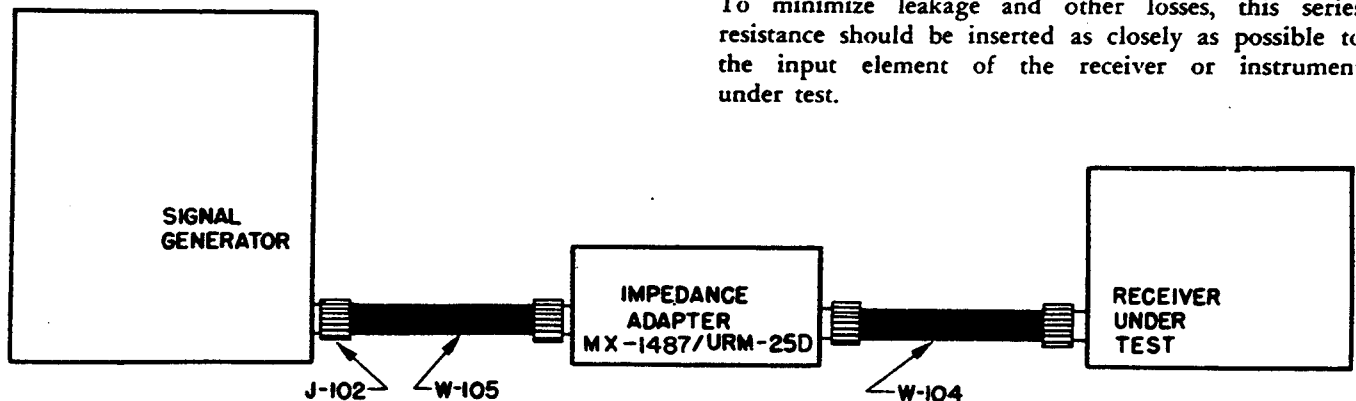 To minimize leakage and other losses, this series
resistance should be inserted as closely as possible to
the input element of the receiver or instrument
under test.
SIGNAL
GENERATOR
IMPEDANCE
ADAPTER
MX-1487/URM-25D
RECEIVER
UNDER
TEST
J-102
W-105
W-104